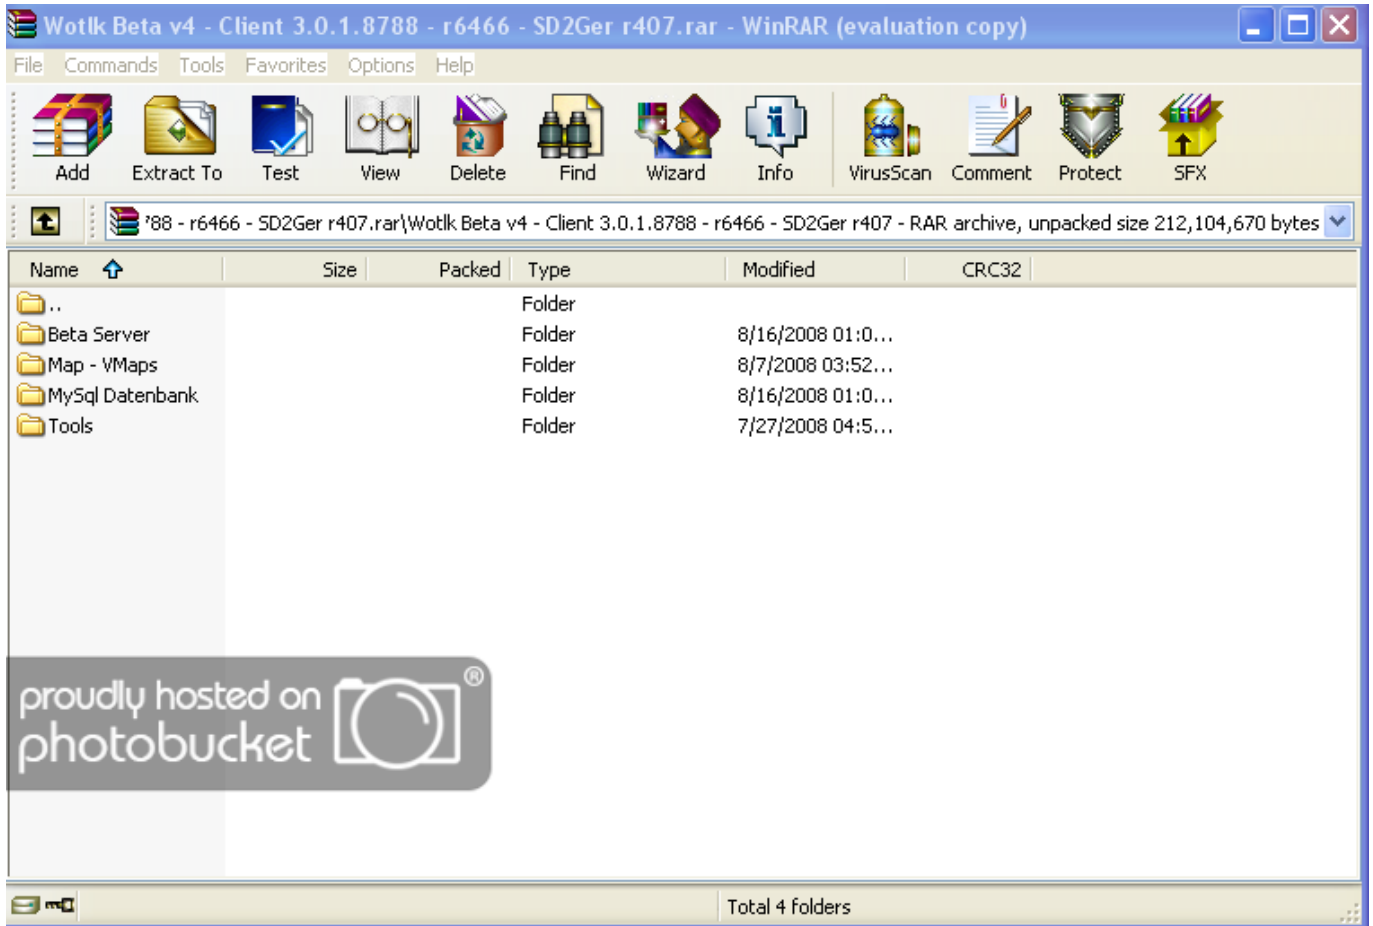 Wotlk Beta v4 - Client 3.0.1.8788 - r6466 - SD2Ger r407.rar - WinRAR (evaluation copy)
File Commands Tools Favorites Options Help
Add Extract To Test View Delete Find Wizard Info VirusScan Comment Protect SFX
'88 - r6466 - SD2Ger r407.rar\Wotlk Beta v4 - Client 3.0.1.8788 - r6466 - SD2Ger r407 - RAR archive, unpacked size 212,104,670 bytes
Name Size Packed Type Modified CRC32
.. Folder
Beta Server Folder 8/16/2008 01:0...
Map - VMaps Folder 8/7/2008 03:52...
MySql Datenbank Folder 8/16/2008 01:0...
Tools Folder 7/27/2008 04:5...
proudly hosted on
photobucket ®
Total 4 folders